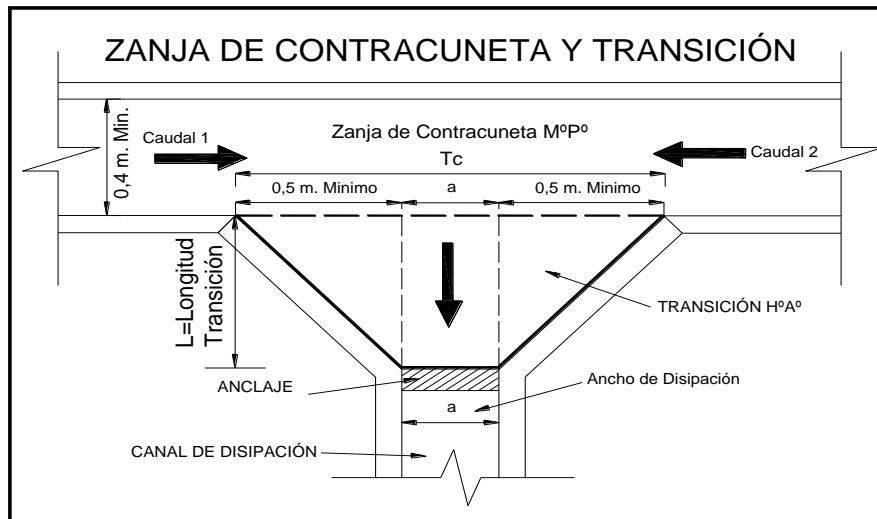 ZANJA DE CONTRACUNETA Y TRANSICIÓN
0,4 m. Min.
Caudal 1
Zanja de Contracuneta MºPº
Caudal 2
Tc
0,5 m. Minimo
a
0,5 m. Minimo
L=Longitud
Transición
TRANSICIÓN HºAº
ANCLAJE
Ancho de Disipación
a
CANAL DE DISIPACIÓN